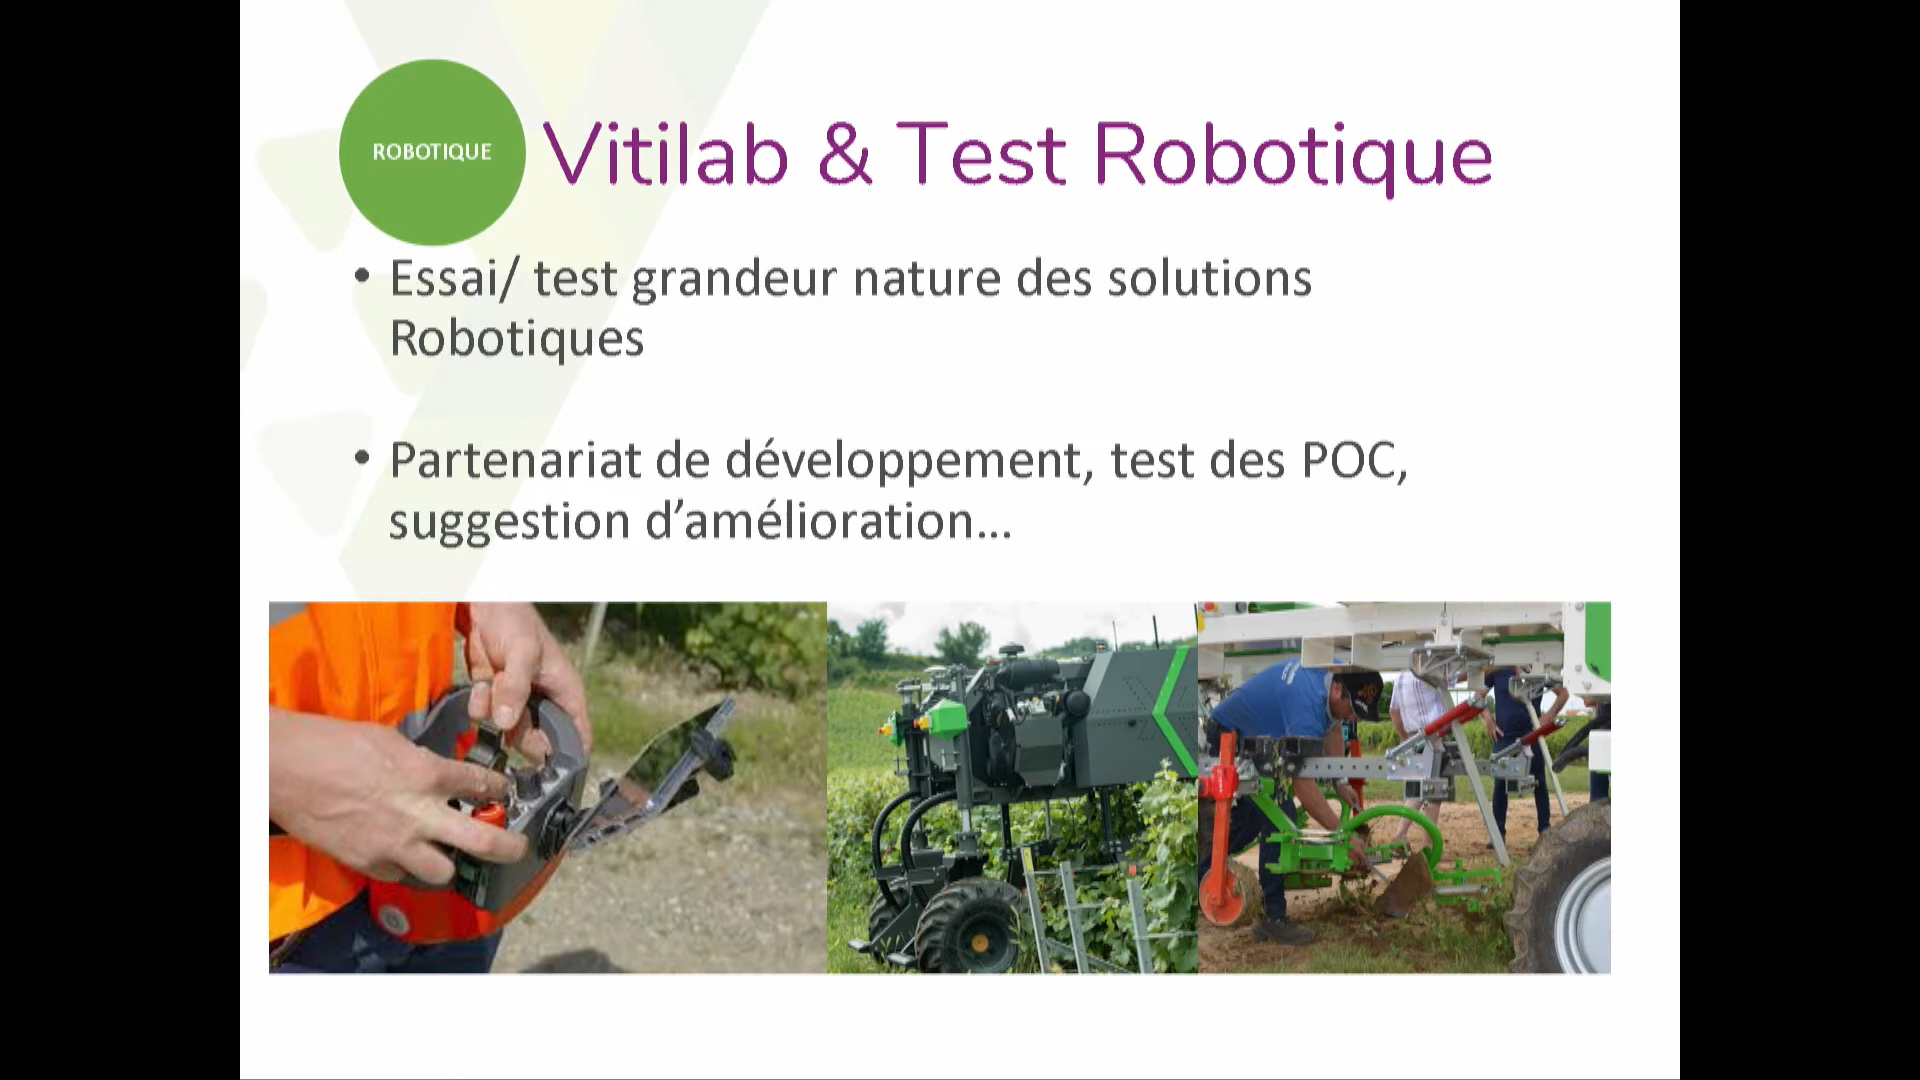 ROBOTIQUE
Vitilab & Test Robotique
• Essai/ test grandeur nature des solutions
Robotiques
• Partenariat de développement, test des POC,
suggestion d’amélioration...